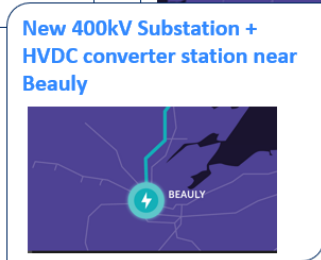 New 400kV Substation +
HVDC converter station near
Beauly
BEAULY